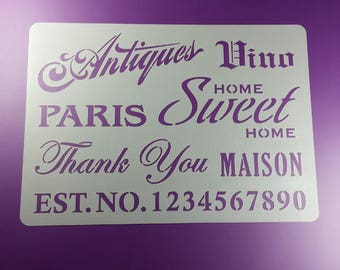 Antiques Vino
PARIS HOME Sweet HOME
Thank You MAISON
EST. NO. 1234567890